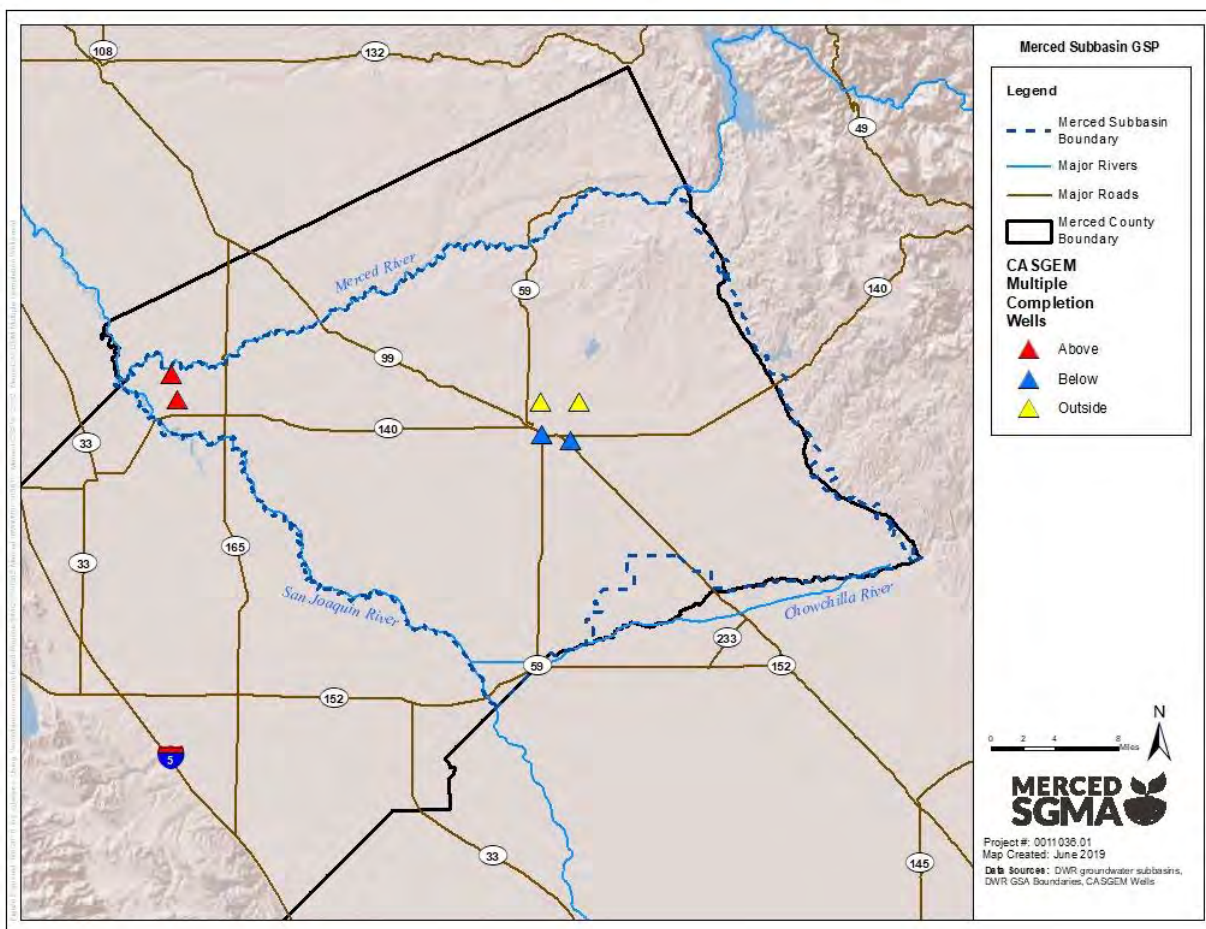 108
132
49
Merced River
59
140
99
33
140
165
33
San Joaquin River
Chowchilla River
233
59
152
152
5
33
145
Merced Subbasin GSP
Legend
Merced Subbasin
Boundary
Major Rivers
Major Roads
Merced County
Boundary
CASGEM
Multiple
Completion
Wells
Above
Below
Outside
N
0 2 4 8
Miles
MERCED
SGMA
Project #: 0011036.01
Map Created: June 2019
Data Sources: DWR groundwater subbasins,
DWR GSA Boundaries, CASGEM Wells